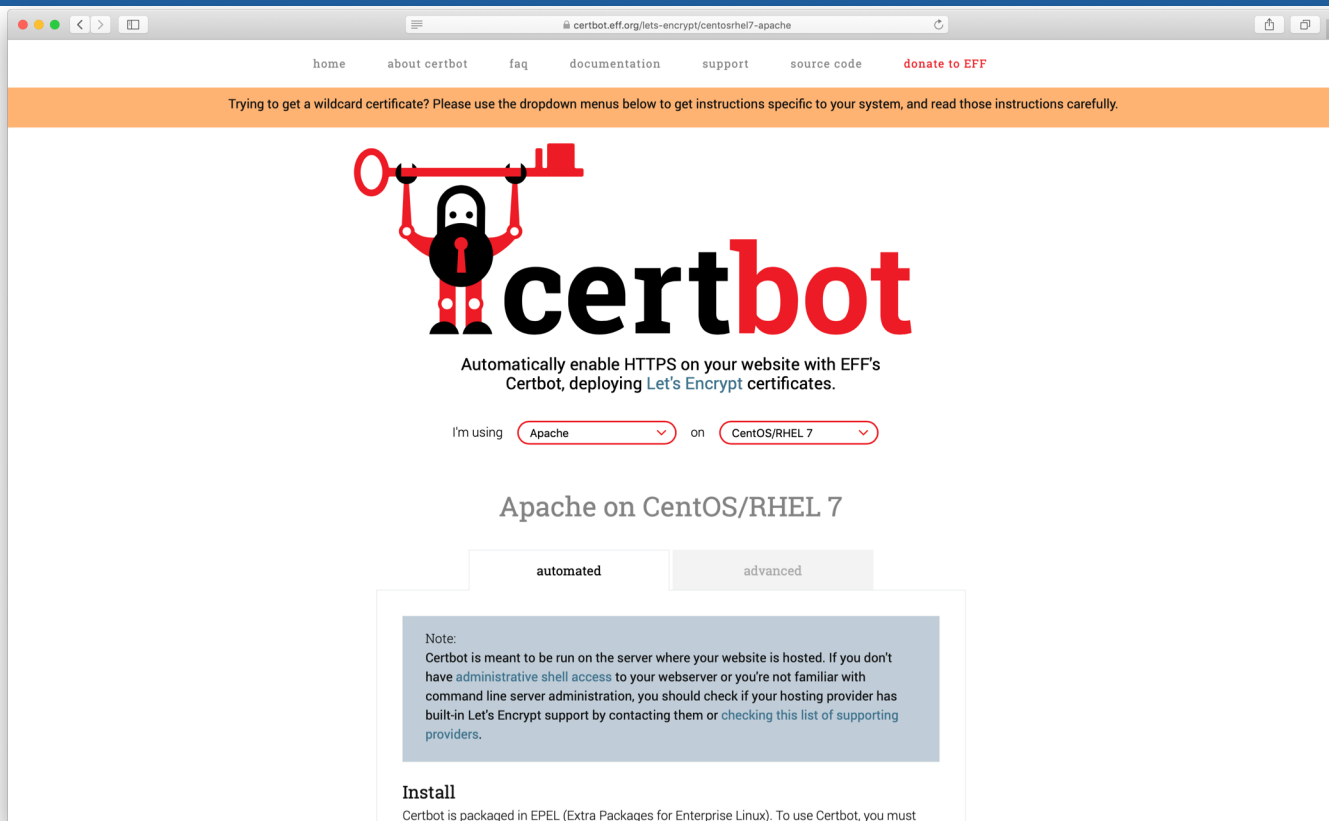 certbot.eff.org/lets-encrypt/centosrhel7-apache
home about certbot faq documentation support source code donate to EFF
Trying to get a wildcard certificate? Please use the dropdown menus below to get instructions specific to your system, and read those instructions carefully.
certbot
Automatically enable HTTPS on your website with EFF's
Certbot, deploying Let's Encrypt certificates.
I'm using Apache on CentOS/RHEL 7
Apache on CentOS/RHEL 7
automated advanced
Note:
Certbot is meant to be run on the server where your website is hosted. If you don't
have administrative shell access to your webserver or you're not familiar with
command line server administration, you should check if your hosting provider has
built-in Let's Encrypt support by contacting them or checking this list of supporting
providers.
Install
Certbot is packaged in EPEL (Extra Packages for Enterprise Linux). To use Certbot, you must